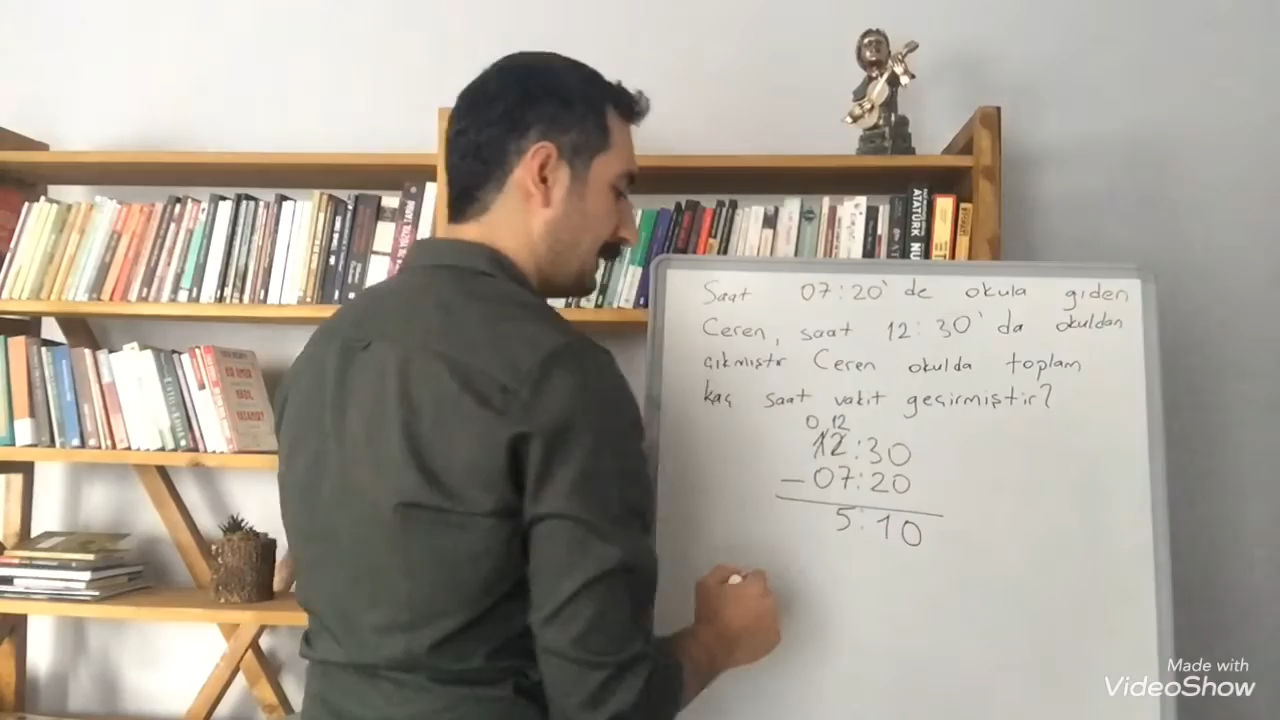 Saat 07:20' de okula giden
Ceren, saat 12:30' da okuldan
çıkmıştır Ceren okulda toplam
kaç saat vakit geçirmiştir?
0 12
12:30
- 07:20
5:10
ATATÜRK
Made with
VideoShow